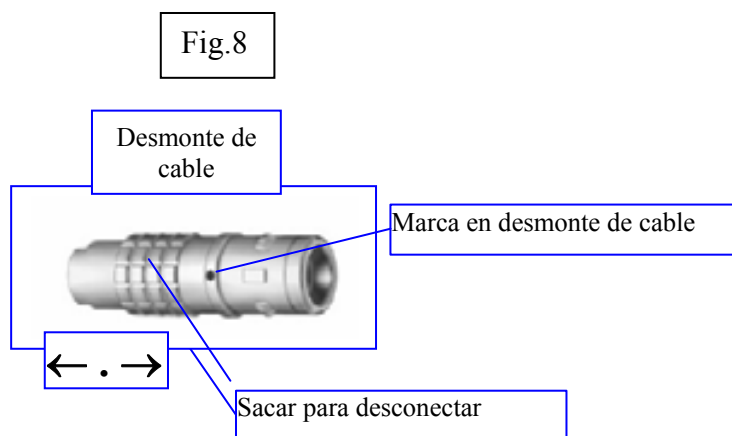 Fig.8
Desmonte de
cable
Marca en desmonte de cable
← . →
Sacar para desconectar